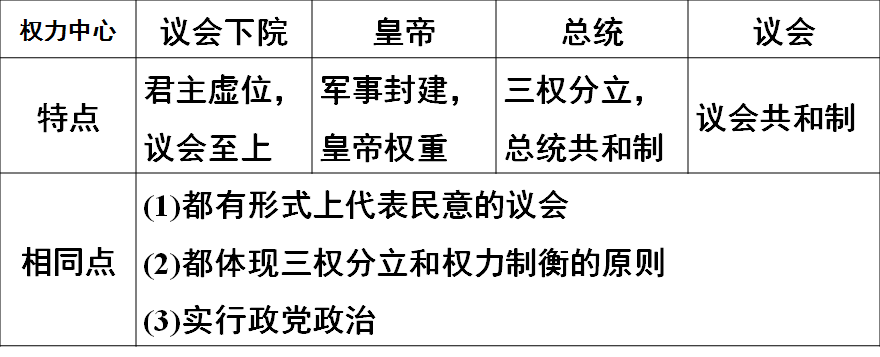 权力中心 议会下院 皇帝 总统 议会
特点 君主虚位，议会至上 军事封建，皇帝权重 三权分立，总统共和制 议会共和制
相同点
(1)都有形式上代表民意的议会
(2)都体现三权分立和权力制衡的原则
(3)实行政党政治